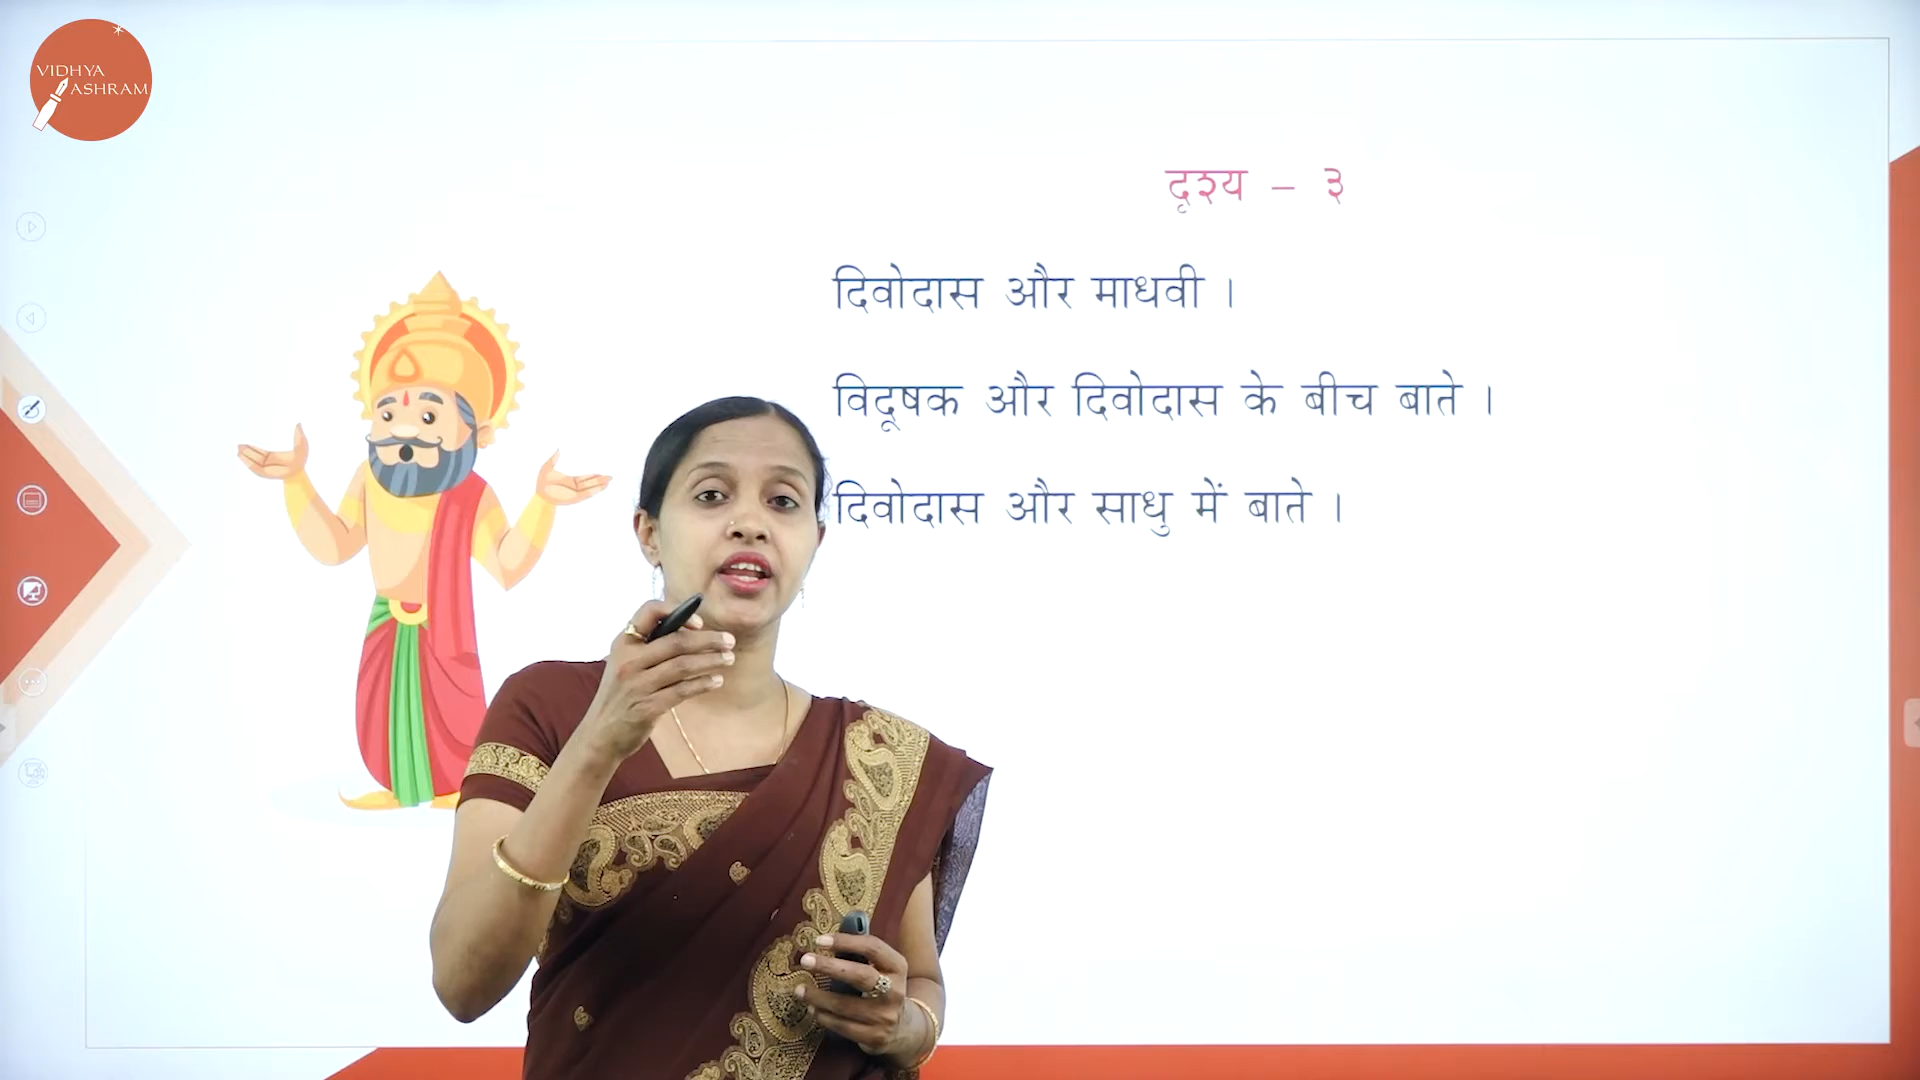 VIDHYA
ASHRAM
दृश्य – ३
दिवोदास और माधवी ।
विदूषक और दिवोदास के बीच बाते ।
दिवोदास और साधु में बाते ।